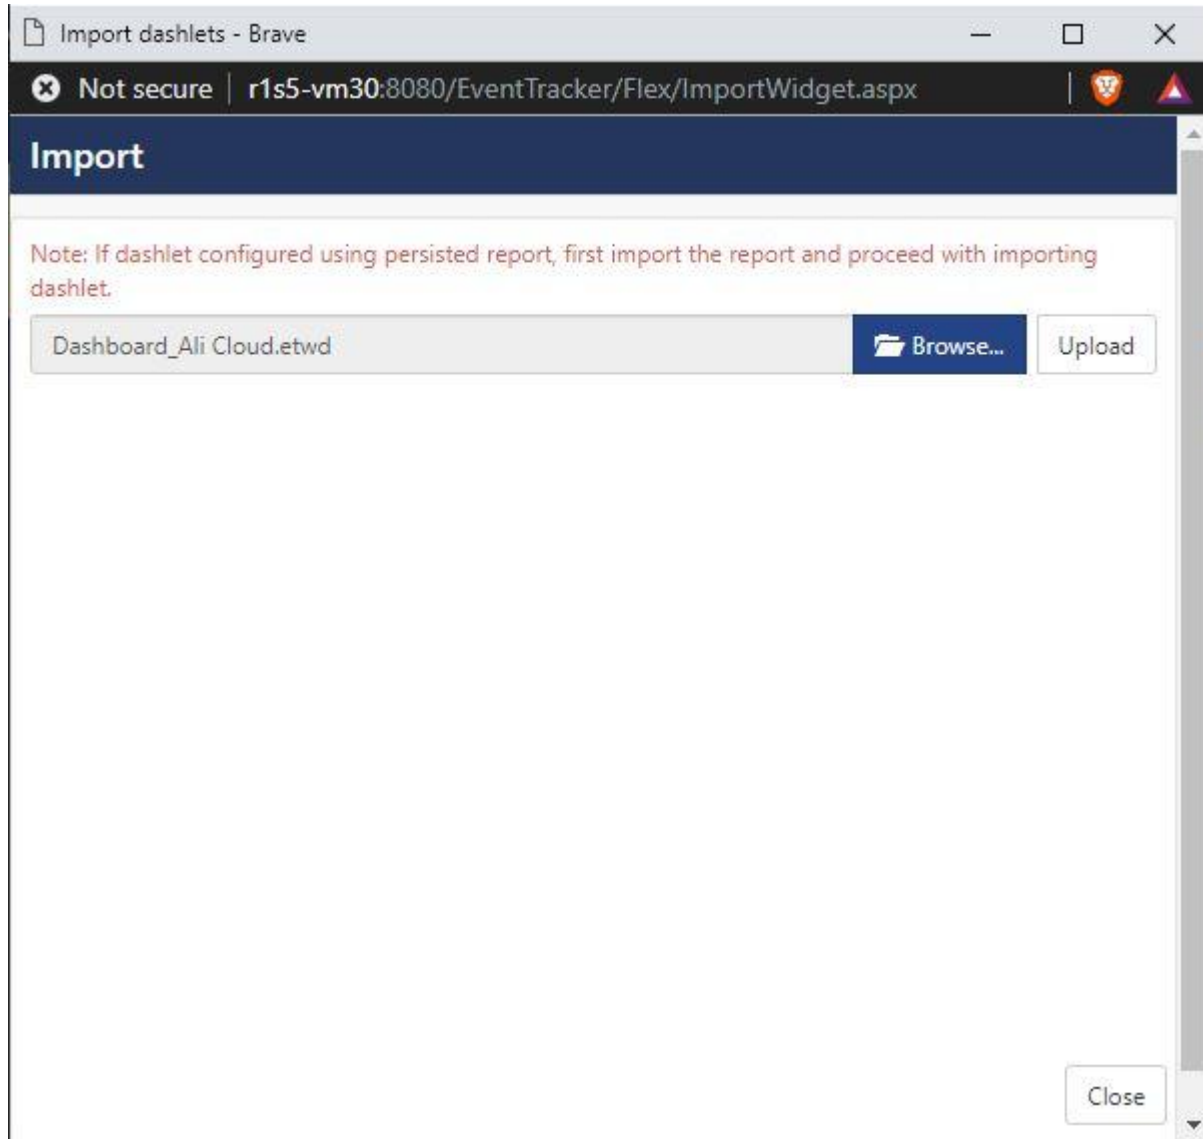 Import dashlets - Brave
Not secure | r1s5-vm30:8080/EventTracker/Flex/ImportWidget.aspx
Import
Note: If dashlet configured using persisted report, first import the report and proceed with importing
dashlet.
Dashboard_Ali Cloud.etwd Browse... Upload
Close